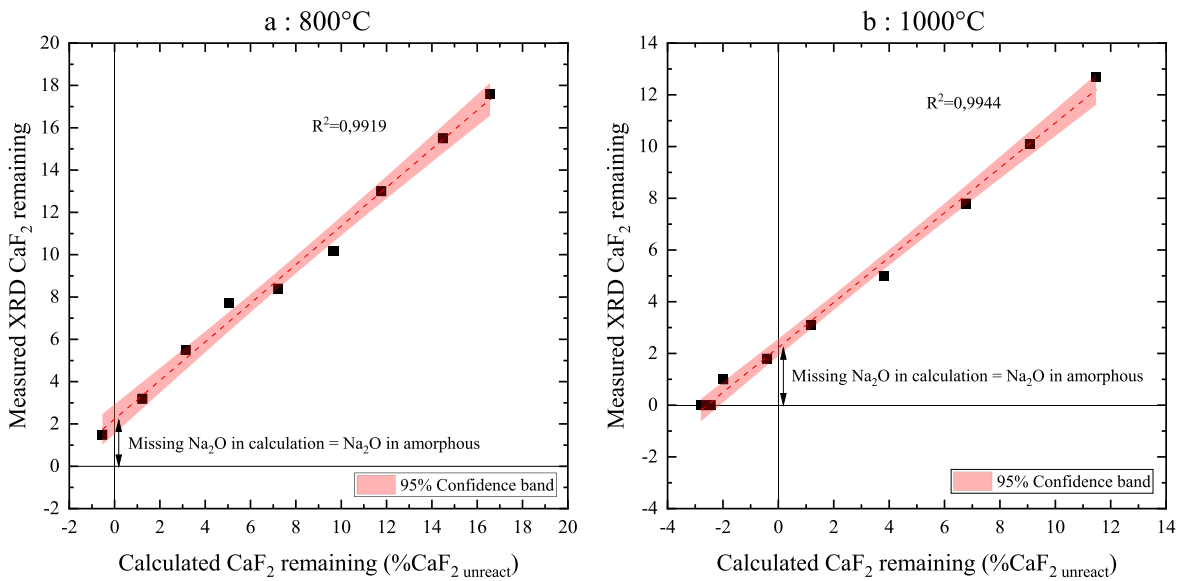 a : 800°C
20
18
16
14
12
10
8
6
4
2
0
-2
-2 0 2 4 6 8 10 12 14 16 18 20
Measured XRD CaF₂ remaining
Calculated CaF₂ remaining (%CaF₂ unreact)
R²=0,9919
Missing Na₂O in calculation = Na₂O in amorphous
95% Confidence band
b : 1000°C
14
12
10
8
6
4
2
0
-2
-4
-4 -2 0 2 4 6 8 10 12 14
Measured XRD CaF₂ remaining
Calculated CaF₂ remaining (%CaF₂ unreact)
R²=0,9944
Missing Na₂O in calculation = Na₂O in amorphous
95% Confidence band